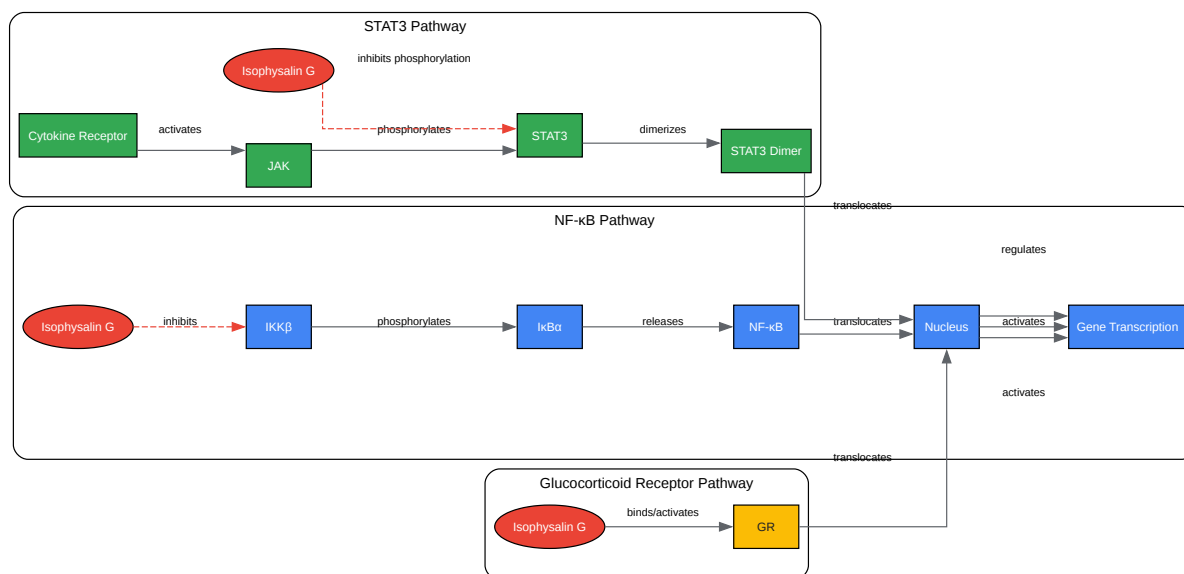 STAT3 Pathway
Isophysalin G
inhibits phosphorylation
Cytokine Receptor
activates
JAK
phosphorylates
STAT3
dimerizes
STAT3 Dimer
translocates
NF-κB Pathway
regulates
Isophysalin G
inhibits
IKKβ
phosphorylates
IκBα
releases
NF-κB
translocates
Nucleus
activates
Gene Transcription
activates
translocates
Glucocorticoid Receptor Pathway
Isophysalin G
binds/activates
GR